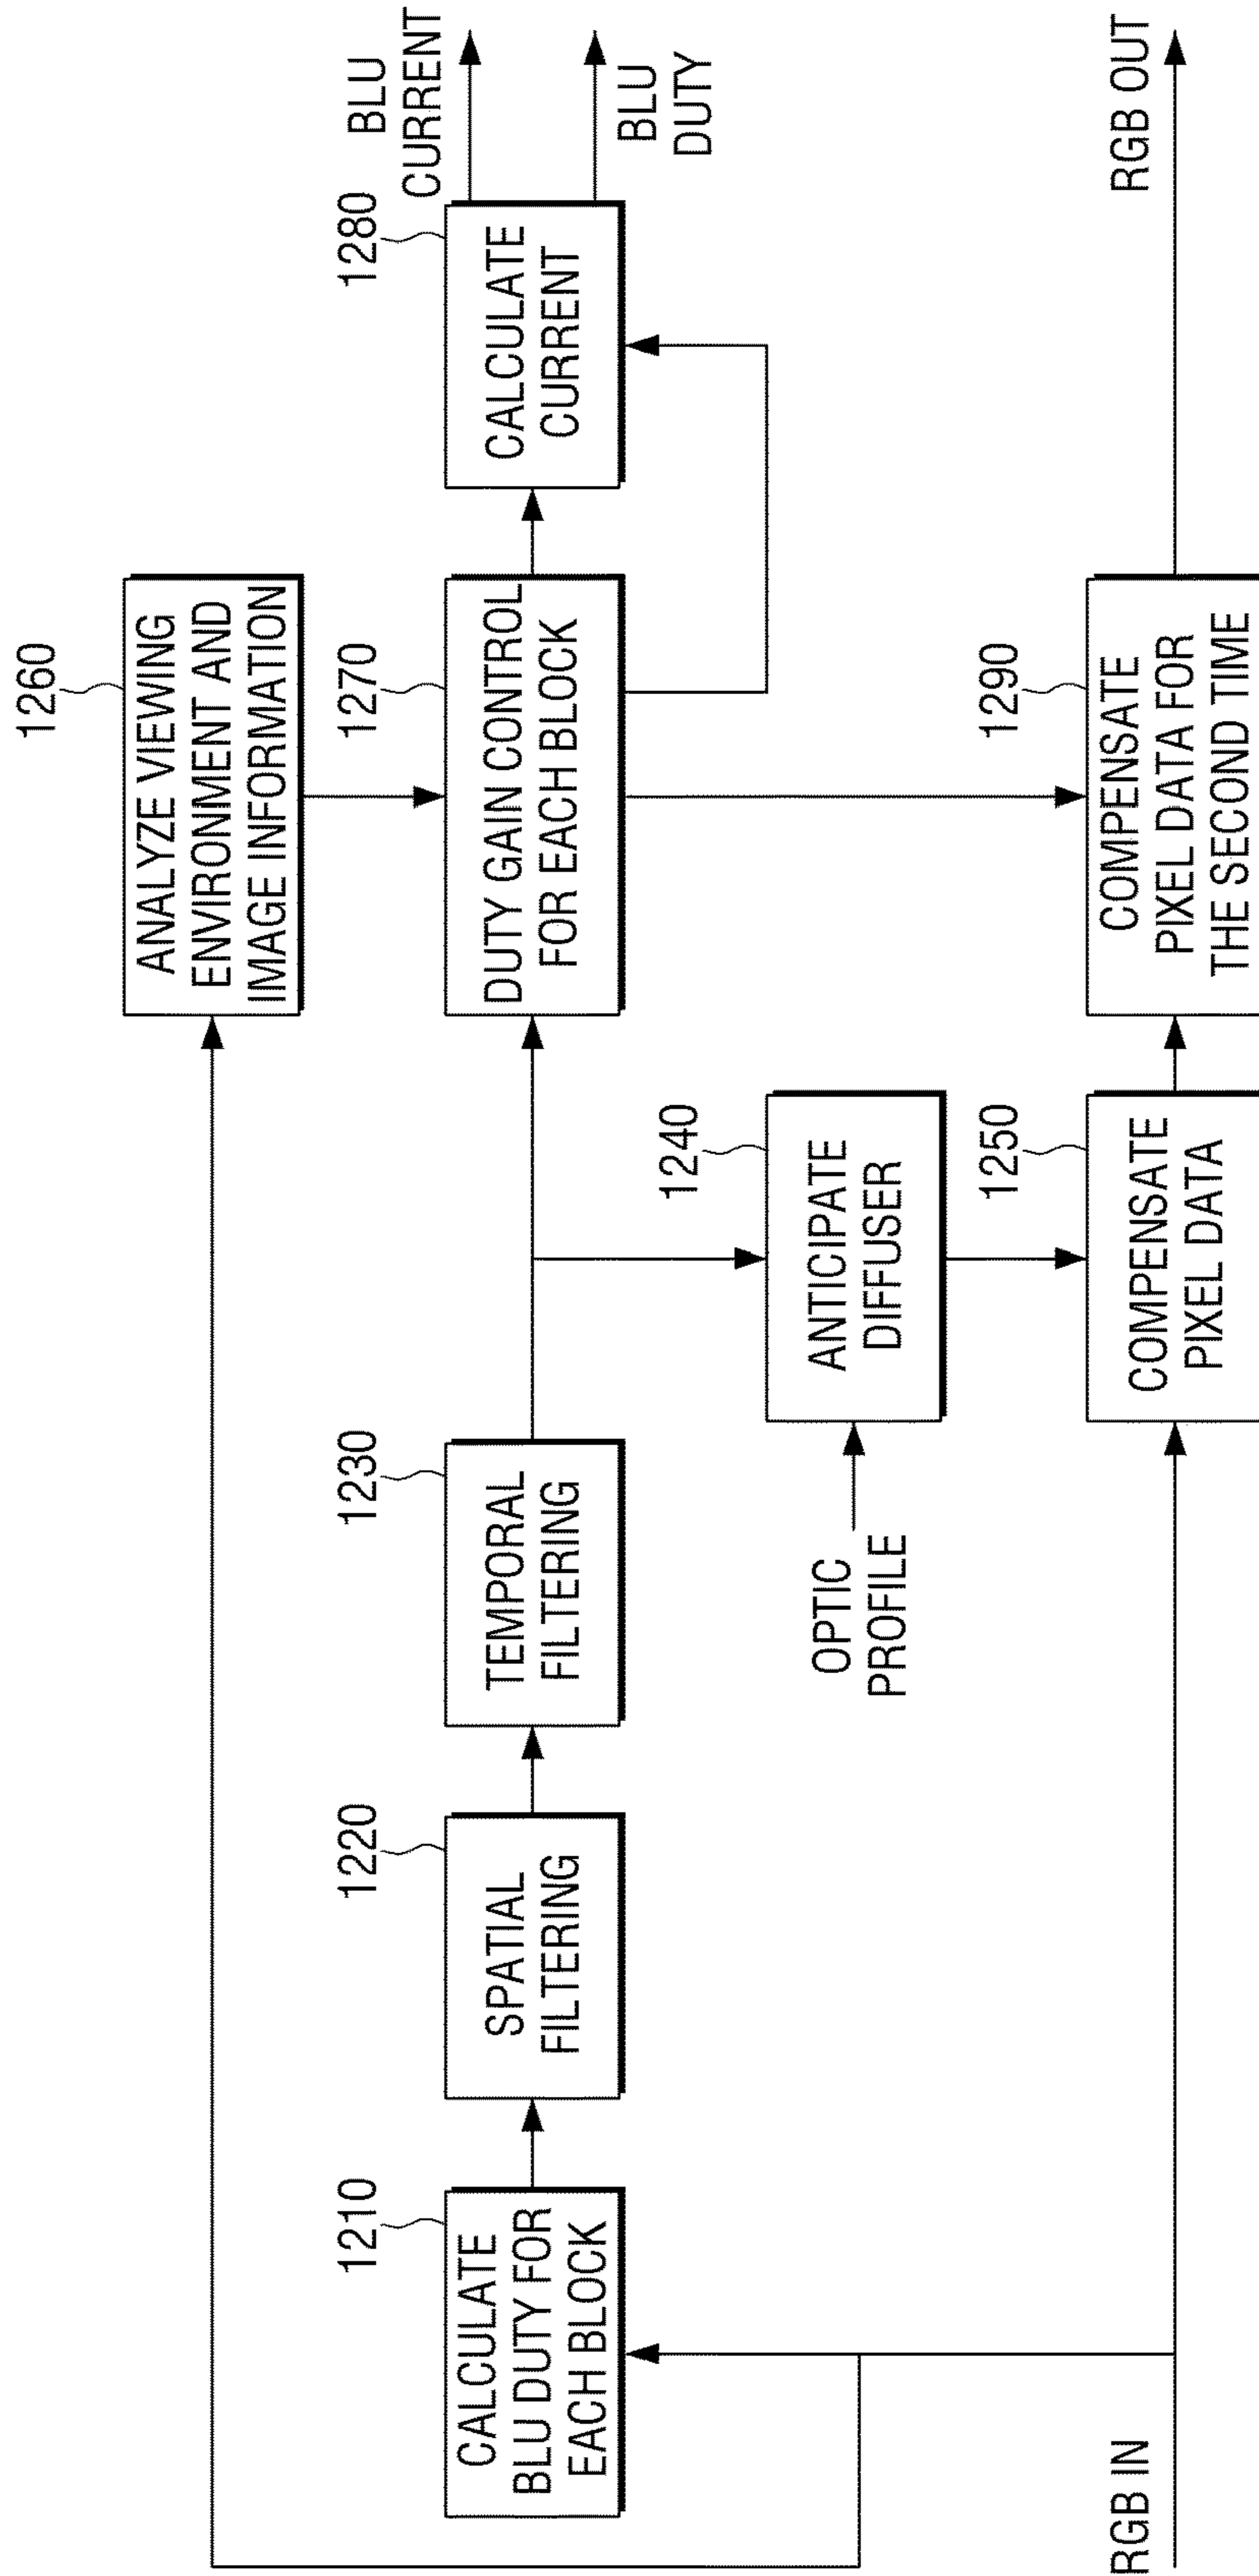 1260
ANALYZE VIEWING
ENVIRONMENT AND
IMAGE INFORMATION
1210
CALCULATE
BLU DUTY FOR
EACH BLOCK
1220
SPATIAL
FILTERING
1230
TEMPORAL
FILTERING
1270
DUTY GAIN CONTROL
FOR EACH BLOCK
1280
CALCULATE
CURRENT
BLU
CURRENT
BLU
DUTY
OPTIC
PROFILE
1240
ANTICIPATE
DIFFUSER
RGB IN
1250
COMPENSATE
PIXEL DATA
1290
COMPENSATE
PIXEL DATA FOR
THE SECOND TIME
RGB OUT